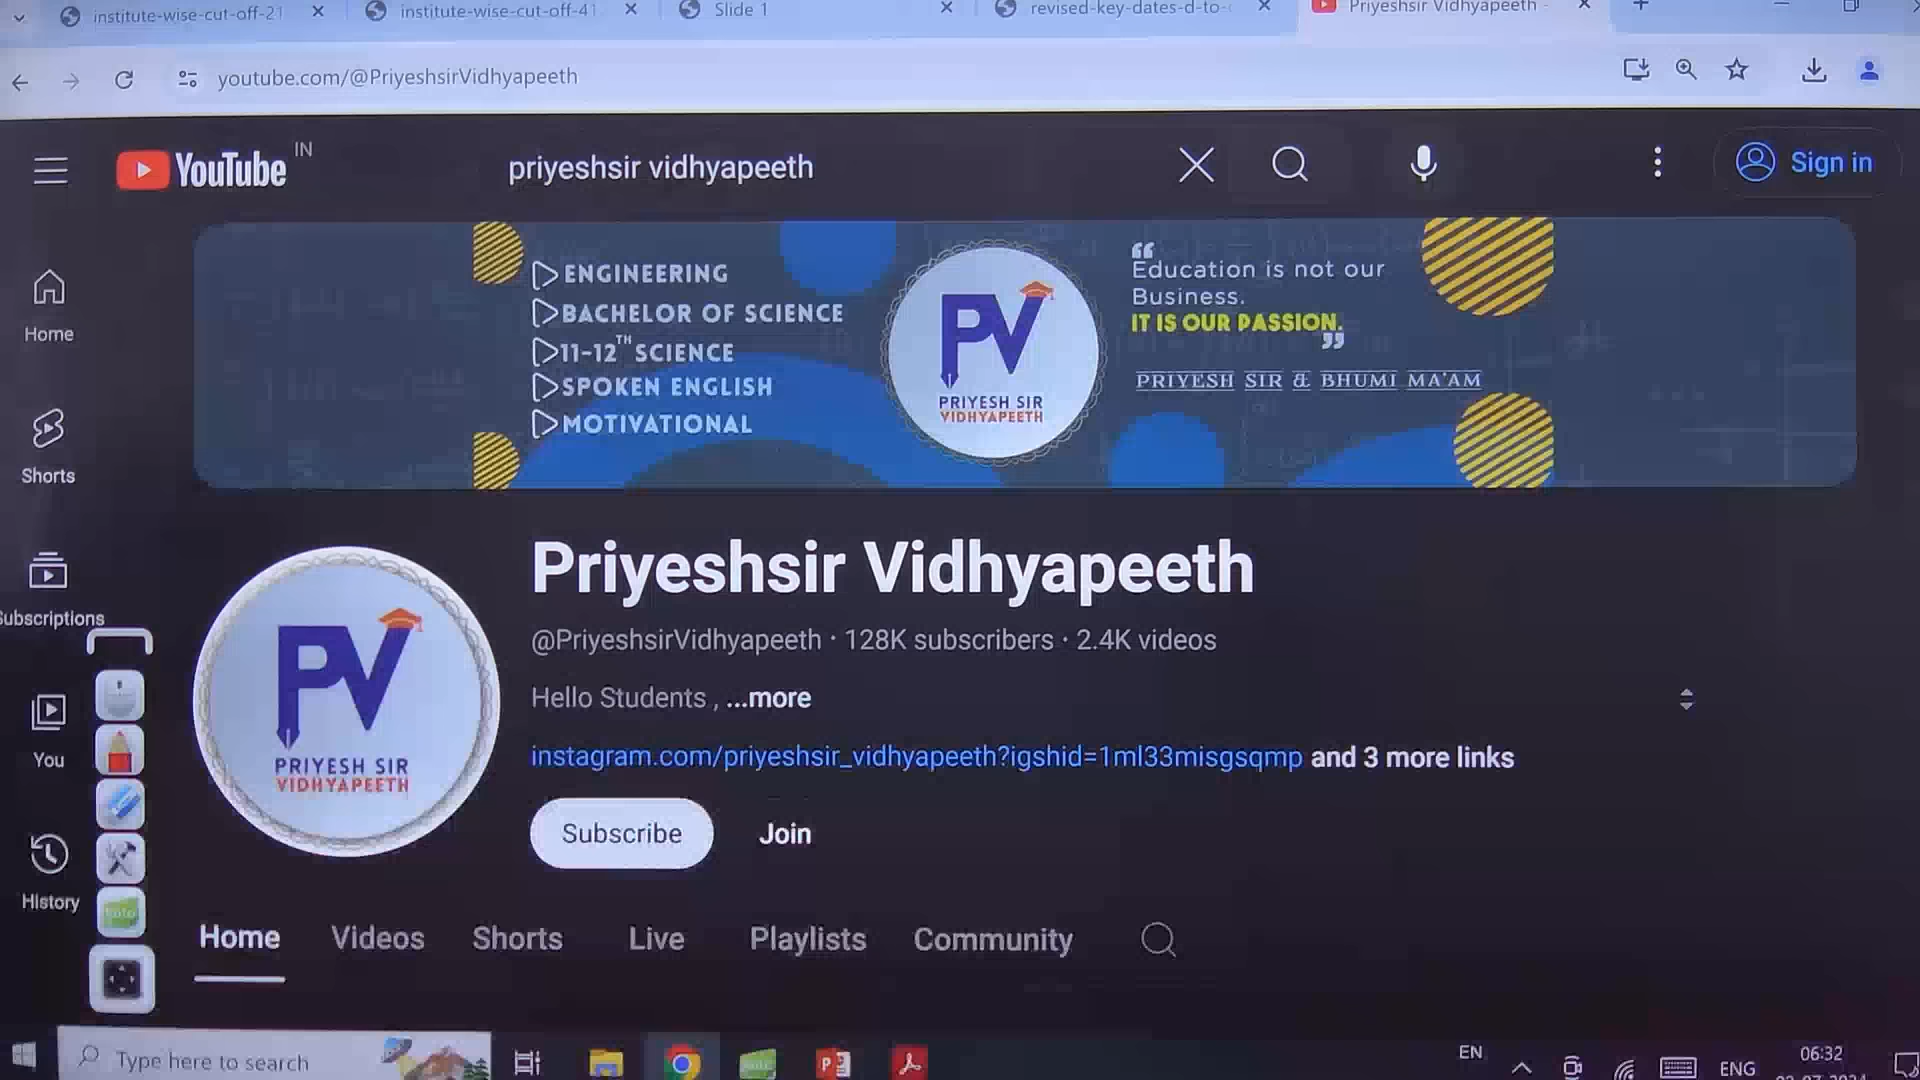 institute-wise-cut-off-21
institute-wise-cut-off-41
Slide 1
revised-key-dates-d-to-
Priyeshsir Vidhyapeeth -
youtube.com/@PriyeshsirVidhyapeeth
YouTube IN
priyeshsir vidhyapeeth
Sign in
ENGINEERING
BACHELOR OF SCIENCE
11-12TH SCIENCE
SPOKEN ENGLISH
MOTIVATIONAL
PV
PRIYESH SIR
VIDHYAPEETH
“
Education is not our
Business.
IT IS OUR PASSION.
”
PRIYESH SIR & BHUMI MA'AM
Home
Shorts
Subscriptions
You
History
PV
PRIYESH SIR
VIDHYAPEETH
Priyeshsir Vidhyapeeth
@PriyeshsirVidhyapeeth · 128K subscribers · 2.4K videos
Hello Students , ...more
instagram.com/priyeshsir_vidhyapeeth?igshid=1ml33misgsqmp and 3 more links
Subscribe
Join
Home
Videos
Shorts
Live
Playlists
Community
Type here to search
EN
ENG
06:32